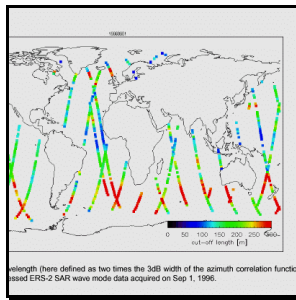 0 50 100 150 200 250 300
cut-off length [m]
velength (here defined as two times the 3dB width of the azimuth correlation functio
essed ERS-2 SAR wave mode data acquired on Sep 1, 1996.